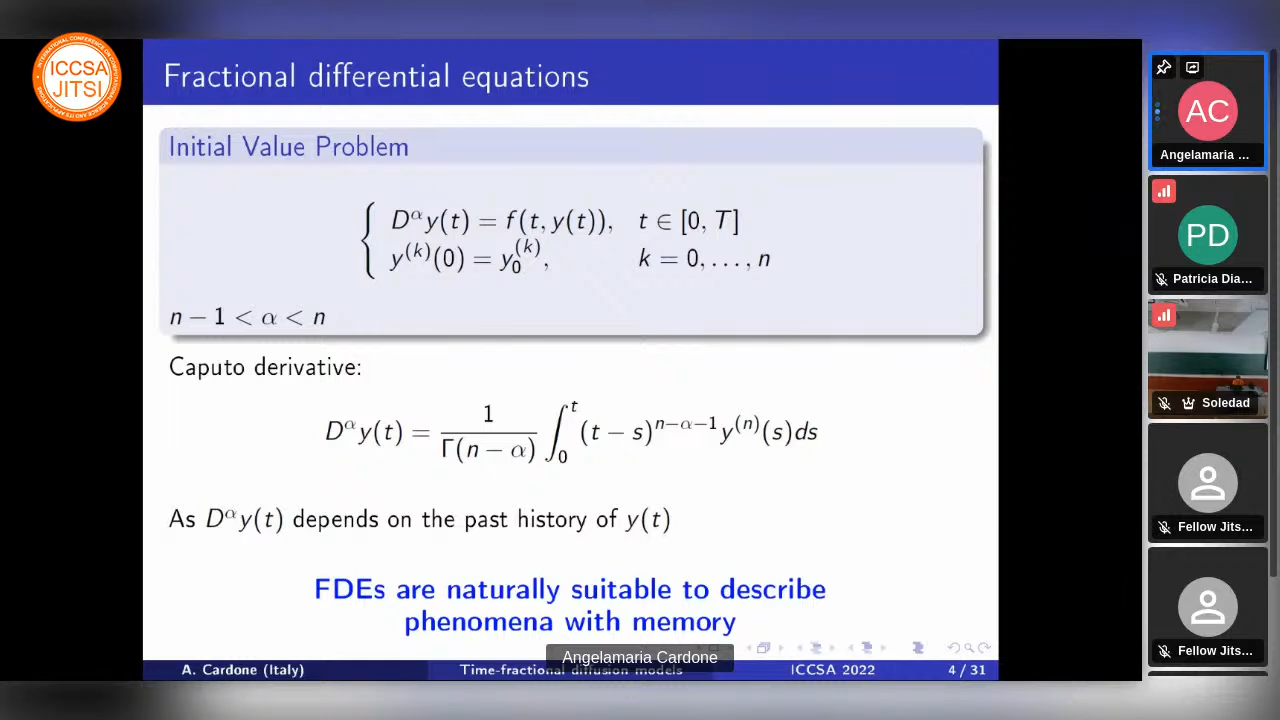 ICCSA
JITSI
Fractional differential equations
Initial Value Problem
D^α y(t) = f(t, y(t)), t ∈ [0, T]
y^(k)(0) = y_0^(k), k = 0, . . . , n
n − 1 < α < n
Caputo derivative:
D^α y(t) = 1 / Γ(n − α) ∫_0^t (t − s)^(n−α−1) y^(n)(s)ds
As D^α y(t) depends on the past history of y(t)
FDEs are naturally suitable to describe
phenomena with memory
Angelamaria Cardone
A. Cardone (Italy) Time-fractional diffusion models ICCSA 2022 4 / 31
AC
Angelamaria ...
PD
Patricia Dia...
Soledad
Fellow Jits...
Fellow Jits...